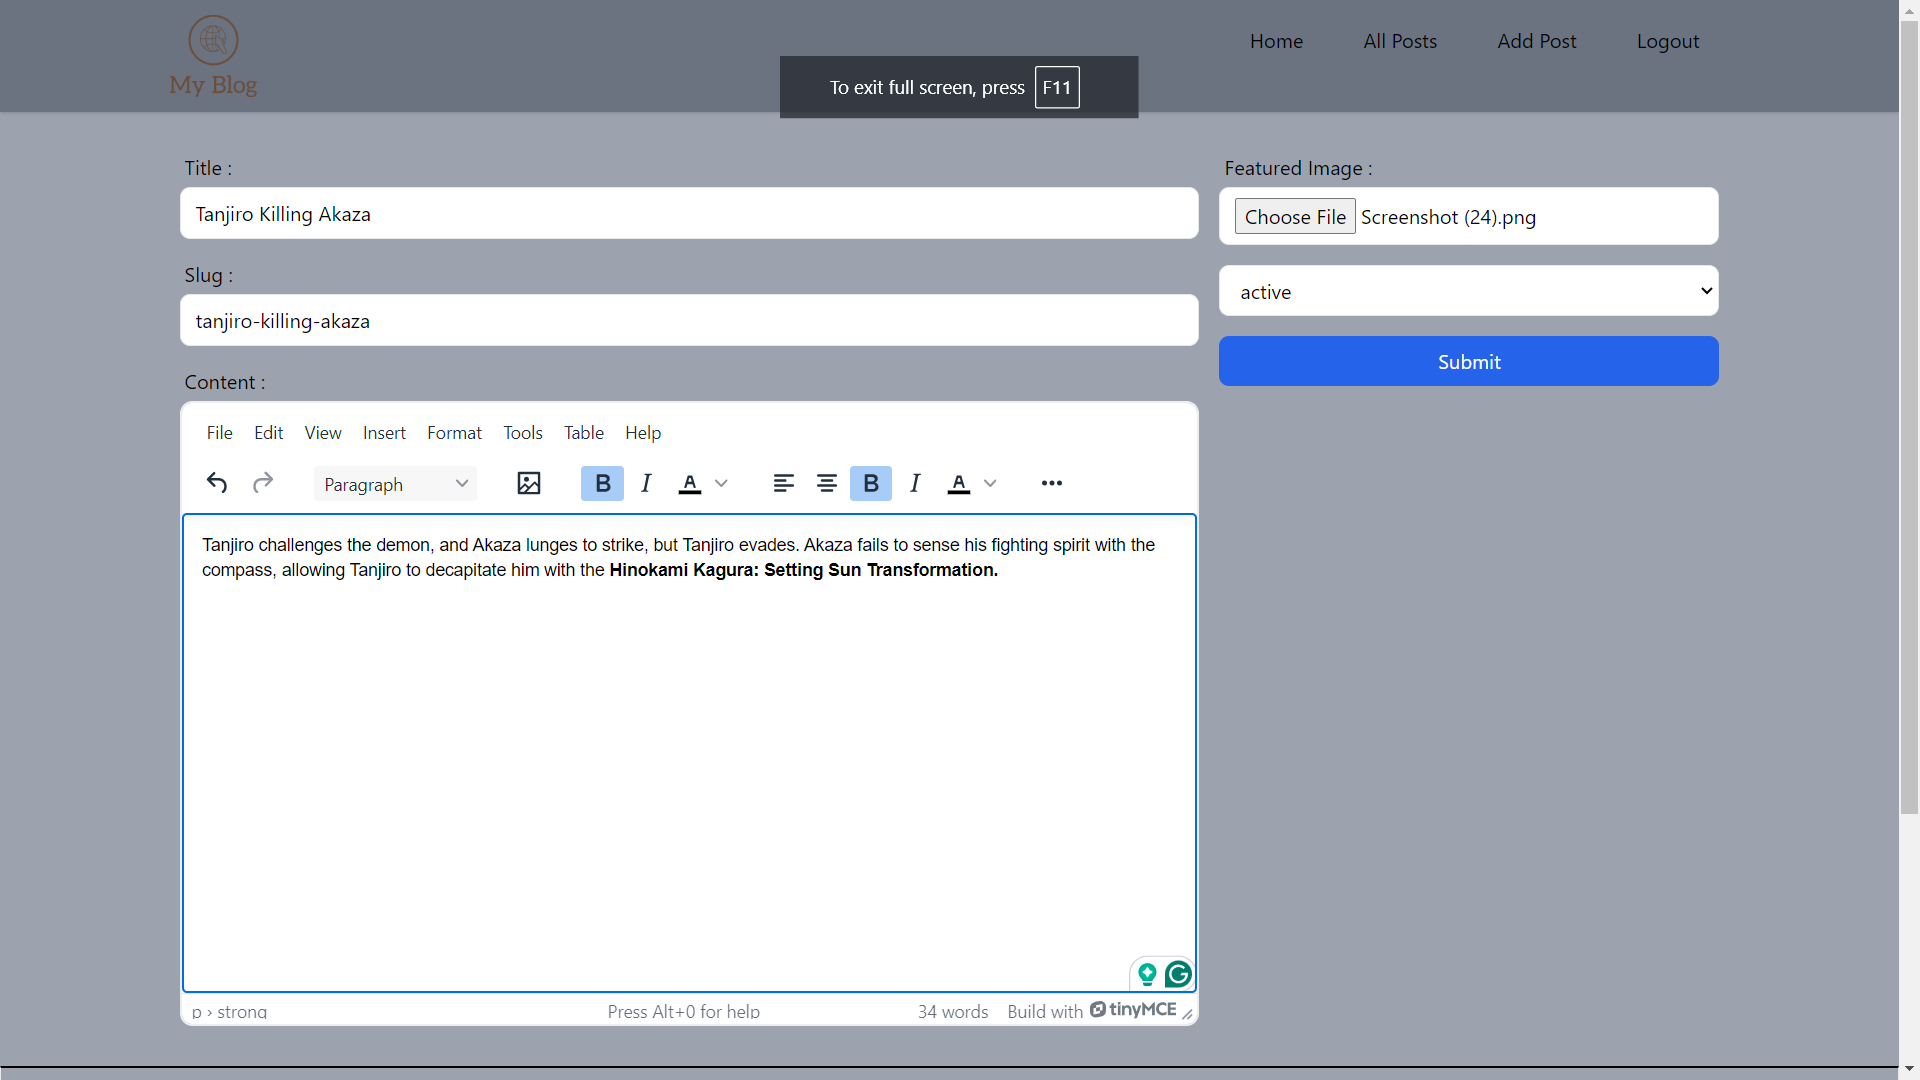 My Blog
Home All Posts Add Post Logout
To exit full screen, press F11
Title :
Tanjiro Killing Akaza
Slug :
tanjiro-killing-akaza
Content :
File Edit View Insert Format Tools Table Help
Paragraph B I A B I A
Tanjiro challenges the demon, and Akaza lunges to strike, but Tanjiro evades. Akaza fails to sense his fighting spirit with the
compass, allowing Tanjiro to decapitate him with the Hinokami Kagura: Setting Sun Transformation.
p › strong Press Alt+0 for help 34 words Build with tinyMCE
Featured Image :
Choose File Screenshot (24).png
active
Submit